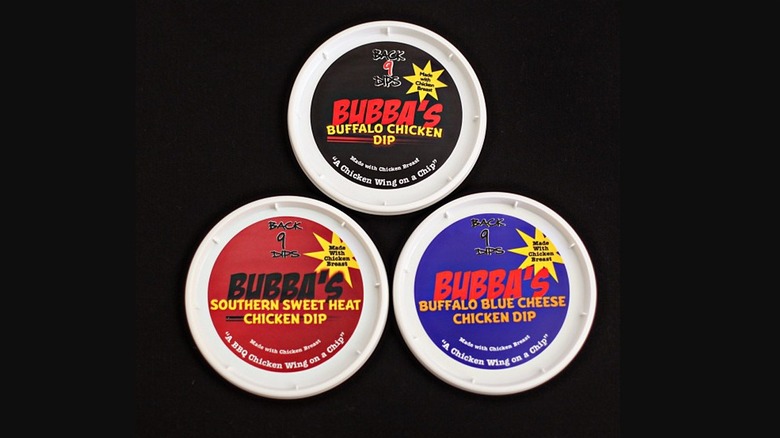 BACK
9
DIPS
Made
with
Chicken
Breast
BUBBA'S
BUFFALO CHICKEN
DIP
Made with Chicken Breast
"A Chicken Wing on a Chip"
BACK
9
DIPS
Made
With
Chicken
Breast
BUBBA'S
SOUTHERN SWEET HEAT
CHICKEN DIP
Made with Chicken Breast
"A BBQ Chicken Wing on a Chip"
BACK
9
DIPS
Made
With
Chicken
Breast
BUBBA'S
BUFFALO BLUE CHEESE
CHICKEN DIP
Made with Chicken Breast
"A Chicken Wing on a Chip"